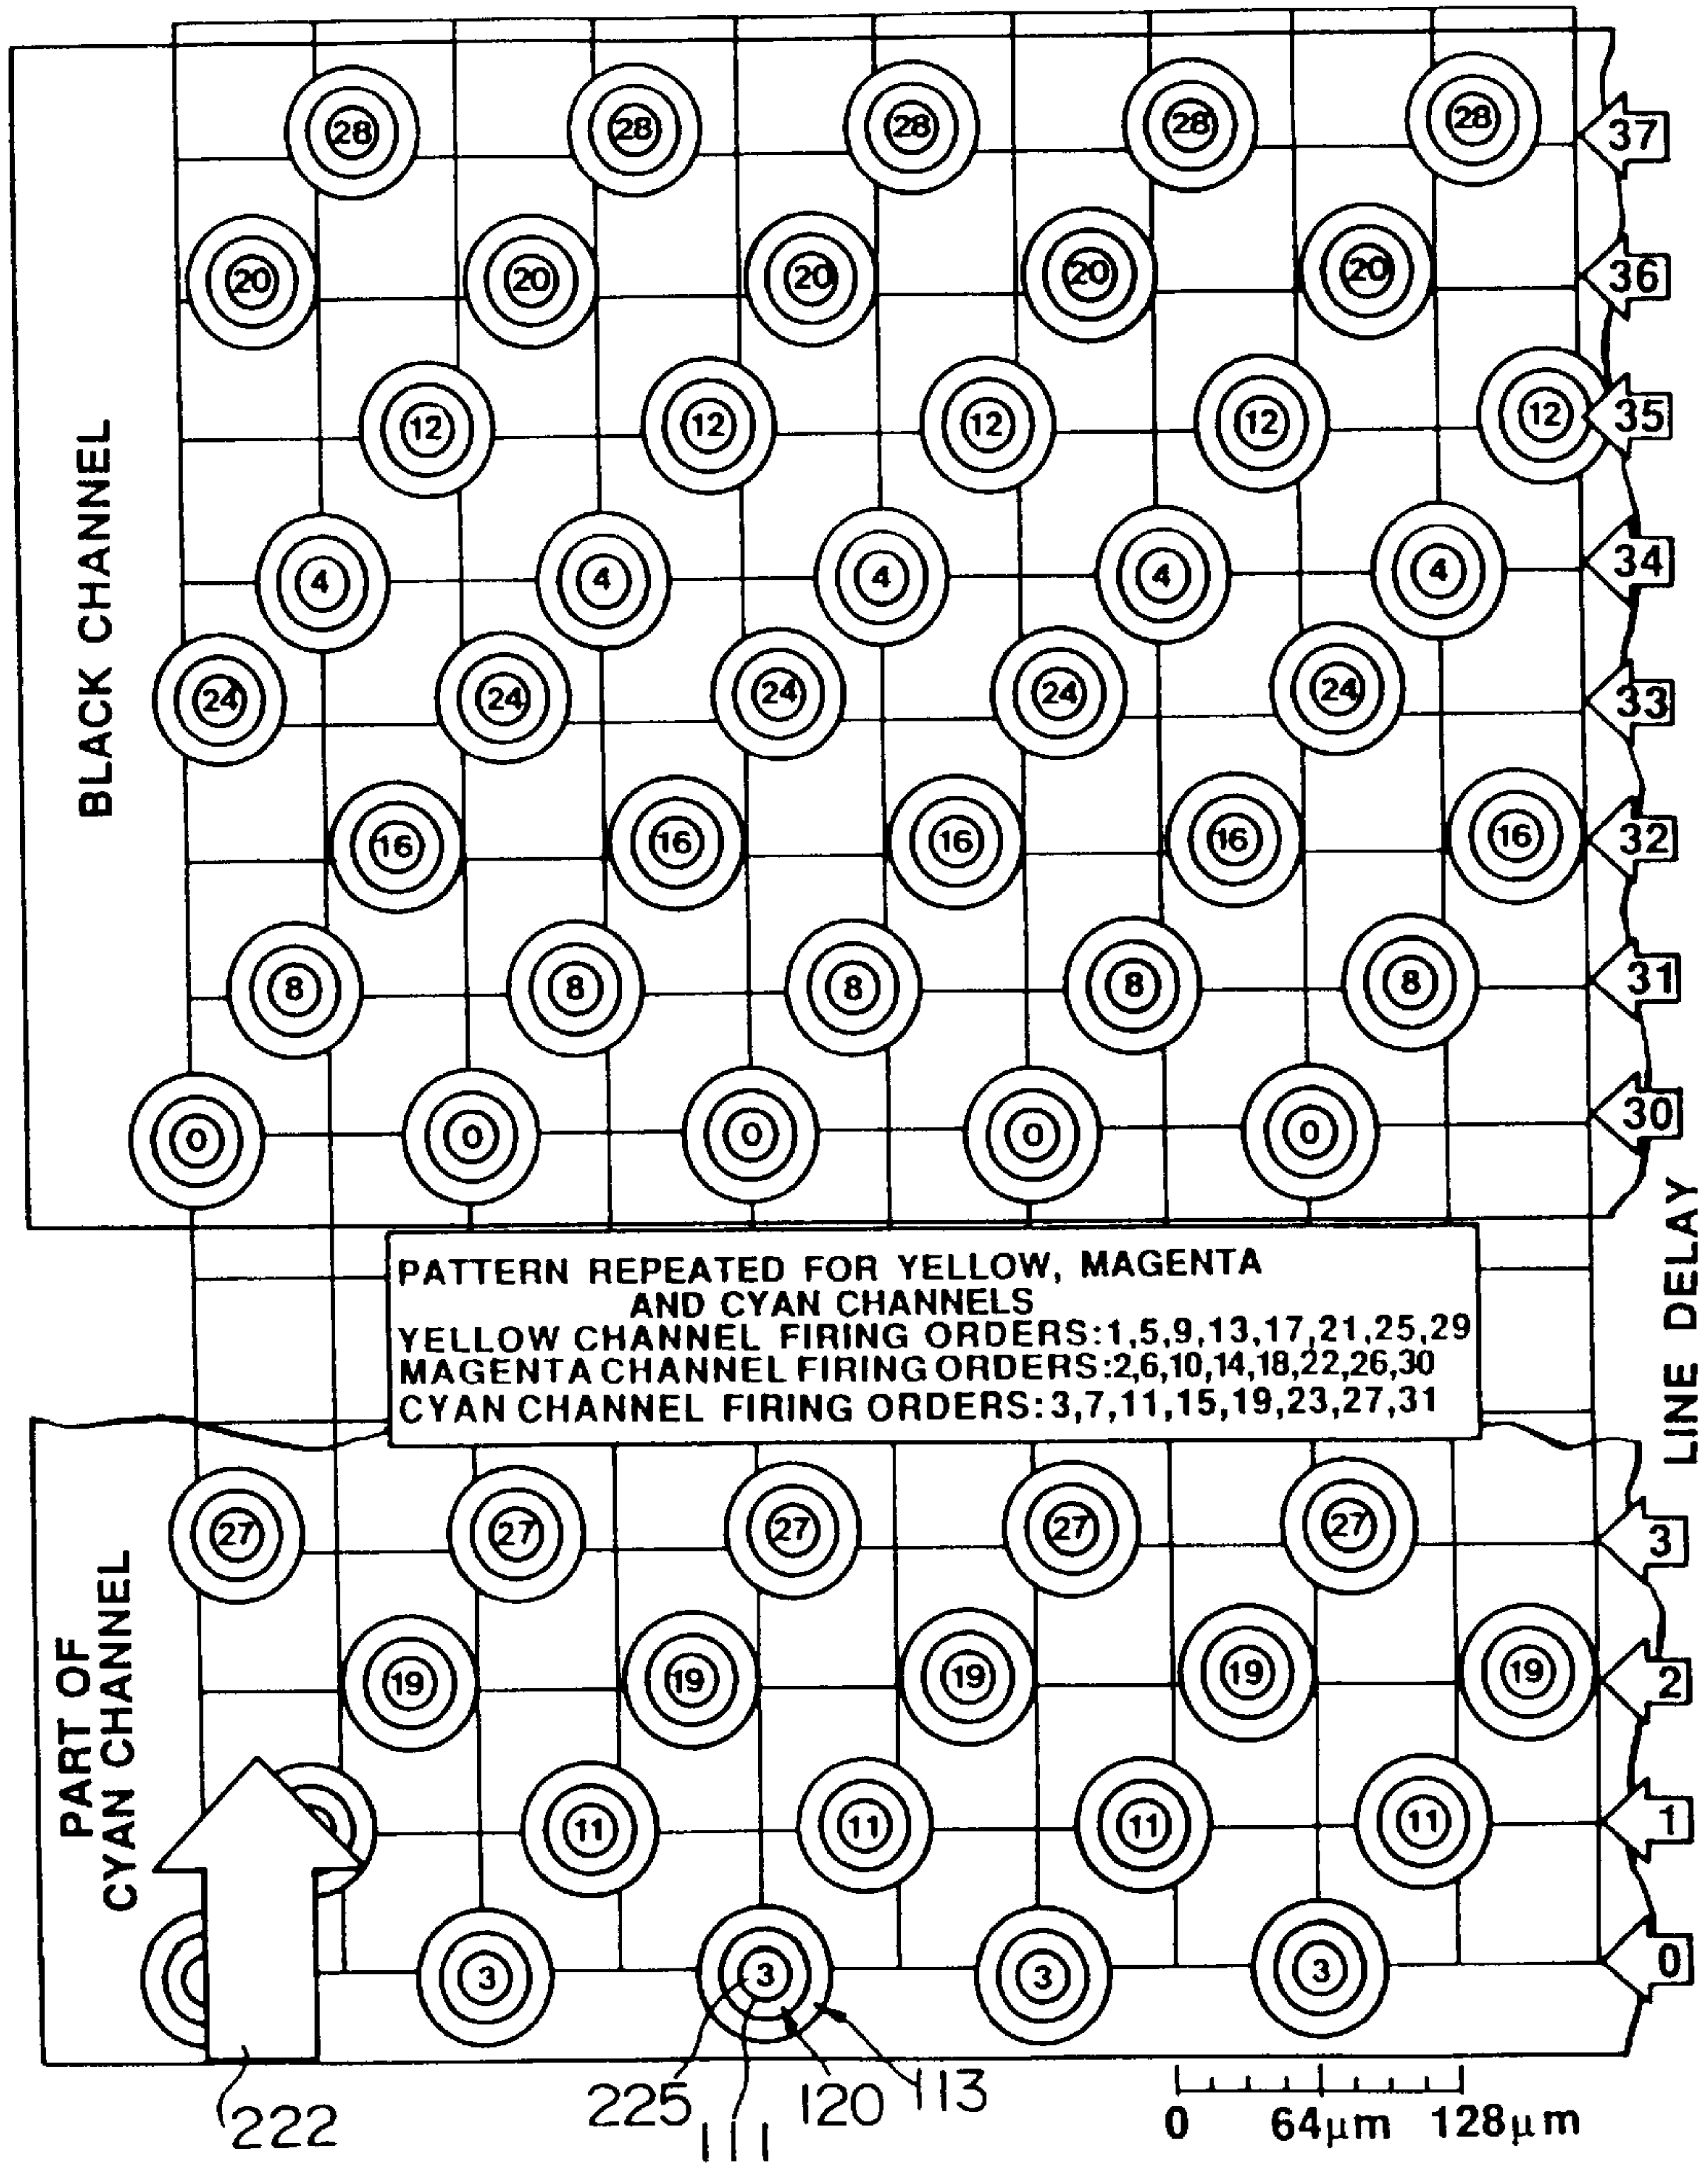 28 28 28 28 28 37
20 20 20 20 20 36
12 12 12 12 12 35
4 4 4 4 4 34
24 24 24 24 24 33
16 16 16 16 16 32
8 8 8 8 8 31
0 0 0 0 0 30
BLACK CHANNEL
PATTERN REPEATED FOR YELLOW, MAGENTA
AND CYAN CHANNELS
YELLOW CHANNEL FIRING ORDERS:1,5,9,13,17,21,25,29
MAGENTA CHANNEL FIRING ORDERS:2,6,10,14,18,22,26,30
CYAN CHANNEL FIRING ORDERS:3,7,11,15,19,23,27,31
LINE DELAY
27 27 27 27 27 3
19 19 19 19 19 2
11 11 11 11 1
3 3 3 3 0
PART OF
CYAN CHANNEL
222
225
111
120
113
0 64μm 128μm